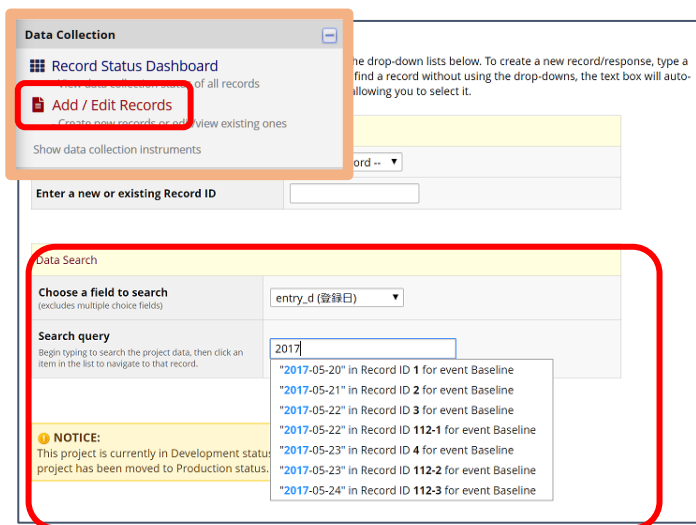 Data Collection
Record Status Dashboard
View data collection status of all records
Add / Edit Records
Create new records or edit/view existing ones
Show data collection instruments
he drop-down lists below. To create a new record/response, type a
find a record without using the drop-downs, the text box will auto-
allowing you to select it.
ord --
Enter a new or existing Record ID
Data Search
Choose a field to search
(excludes multiple choice fields)
entry_d (登録日)
Search query
Begin typing to search the project data, then click an
item in the list to navigate to that record.
2017
"2017-05-20" in Record ID 1 for event Baseline
"2017-05-21" in Record ID 2 for event Baseline
"2017-05-22" in Record ID 3 for event Baseline
"2017-05-22" in Record ID 112-1 for event Baseline
"2017-05-23" in Record ID 4 for event Baseline
"2017-05-23" in Record ID 112-2 for event Baseline
"2017-05-24" in Record ID 112-3 for event Baseline
NOTICE:
This project is currently in Development status
project has been moved to Production status.